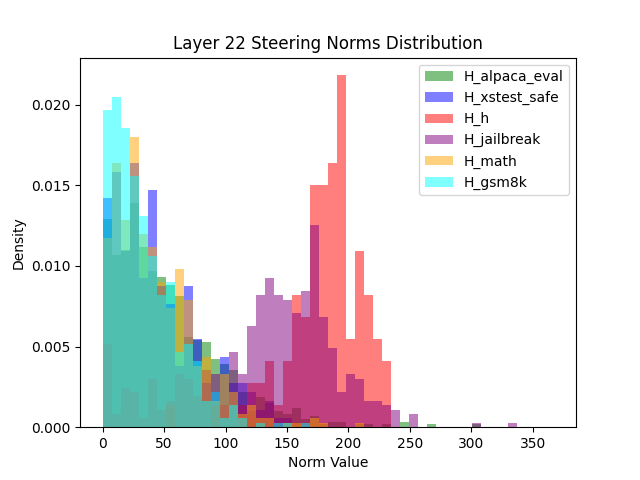 Layer 22 Steering Norms Distribution
H_alpaca_eval
H_xstest_safe
H_h
H_jailbreak
H_math
H_gsm8k
Density
0.020
0.015
0.010
0.005
0.000
0
50
100
150
200
250
300
350
Norm Value